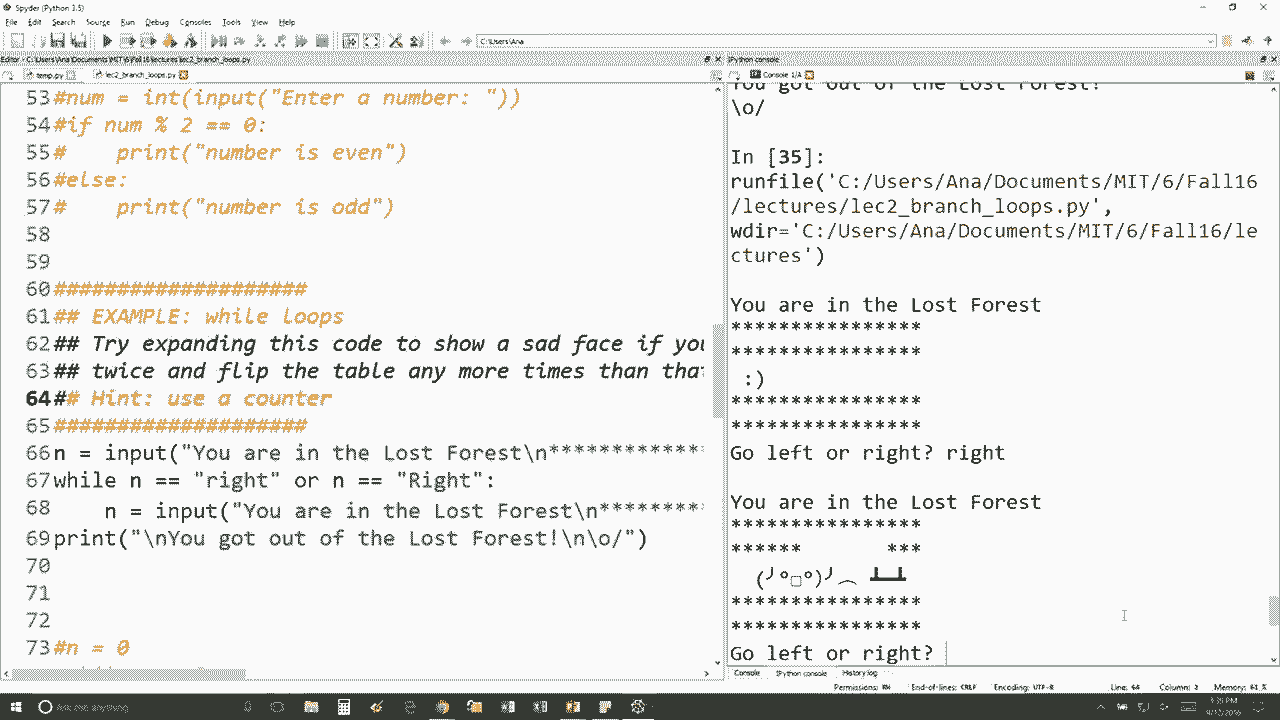 Spyder (Python 3.5)
File Edit Search Source Run Debug Consoles Tools View Help
C:\Users\Ana
Editor - C:\Users\Ana\Documents\MIT\6\Fall16\lectures\lec2_branch_loops.py
temp.py lec2_branch_loops.py
53 #num = int(input("Enter a number: "))
54 #if num % 2 == 0:
55 #    print("number is even")
56 #else:
57 #    print("number is odd")
58
59
60 ####################
61 ## EXAMPLE: while loops
62 ## Try expanding this code to show a sad face if you
63 ## twice and flip the table any more times than that
64 ## Hint: use a counter
65 ####################
66 n = input("You are in the Lost Forest\n*************
67 while n == "right" or n == "Right":
68     n = input("You are in the Lost Forest\n*********
69 print("\nYou got out of the Lost Forest!\n\o/")
70
71
72
73 #n = 0
IPython console
Console 1/A
You got out of the Lost Forest!
\o/
In [35]:
runfile('C:/Users/Ana/Documents/MIT/6/Fall16
/lectures/lec2_branch_loops.py',
wdir='C:/Users/Ana/Documents/MIT/6/Fall16/le
ctures')
You are in the Lost Forest
****************
****************
:)
****************
****************
Go left or right? right
You are in the Lost Forest
****************
******       ***
(╯°□°)╯︵ ┻━┻
****************
****************
Go left or right?
Console IPython console History log
Permissions: RW End-of-lines: CRLF Encoding: UTF-8 Line: 64 Column: 2 Memory: 61 %
Ask me anything
3:35 PM